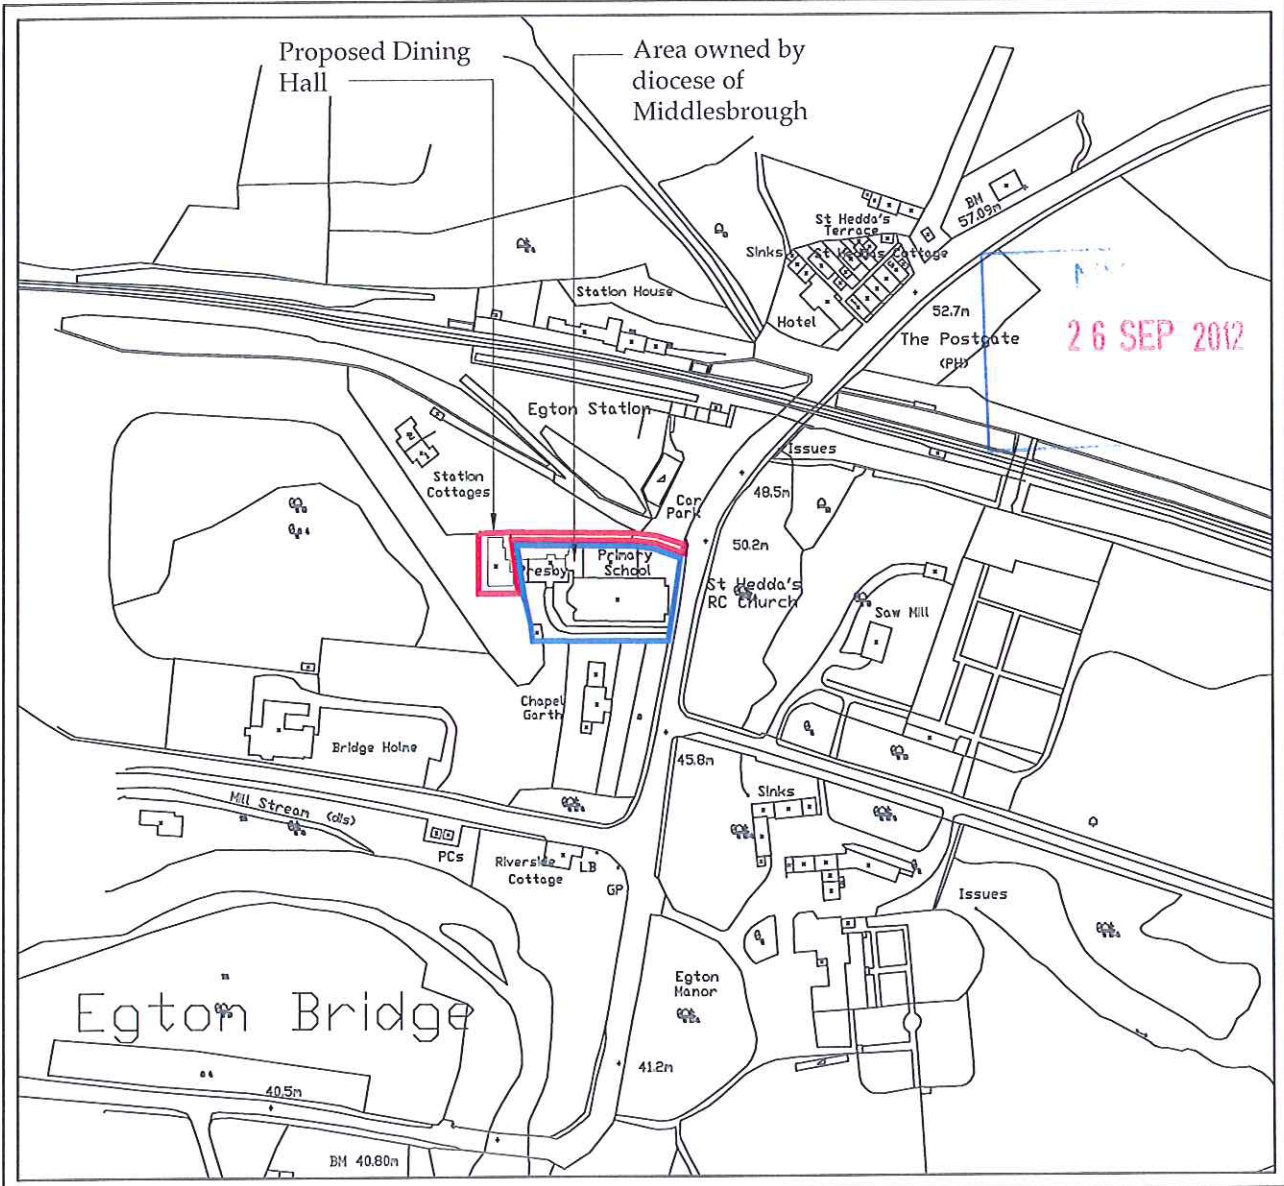 Proposed Dining
Hall
Area owned by
diocese of
Middlesbrough
BM
57.09m
St Hedda's
Terrace
Sinks
St Hedda's Cottage
Station House
Hotel
52.7m
The Postgate
(PH)
26 SEP 2012
Egton Station
Issues
Station
Cottages
48.5m
Car
Park
50.2m
Primary
School
Presby
St Hedda's
RC Church
Saw Mill
Chapel
Garth
Bridge Holme
45.8m
Sinks
Mill Stream (dis)
PCs
Riverside
Cottage
LB
GP
Issues
Egton
Manor
Egton Bridge
41.2m
40.5m
BM 40.80m